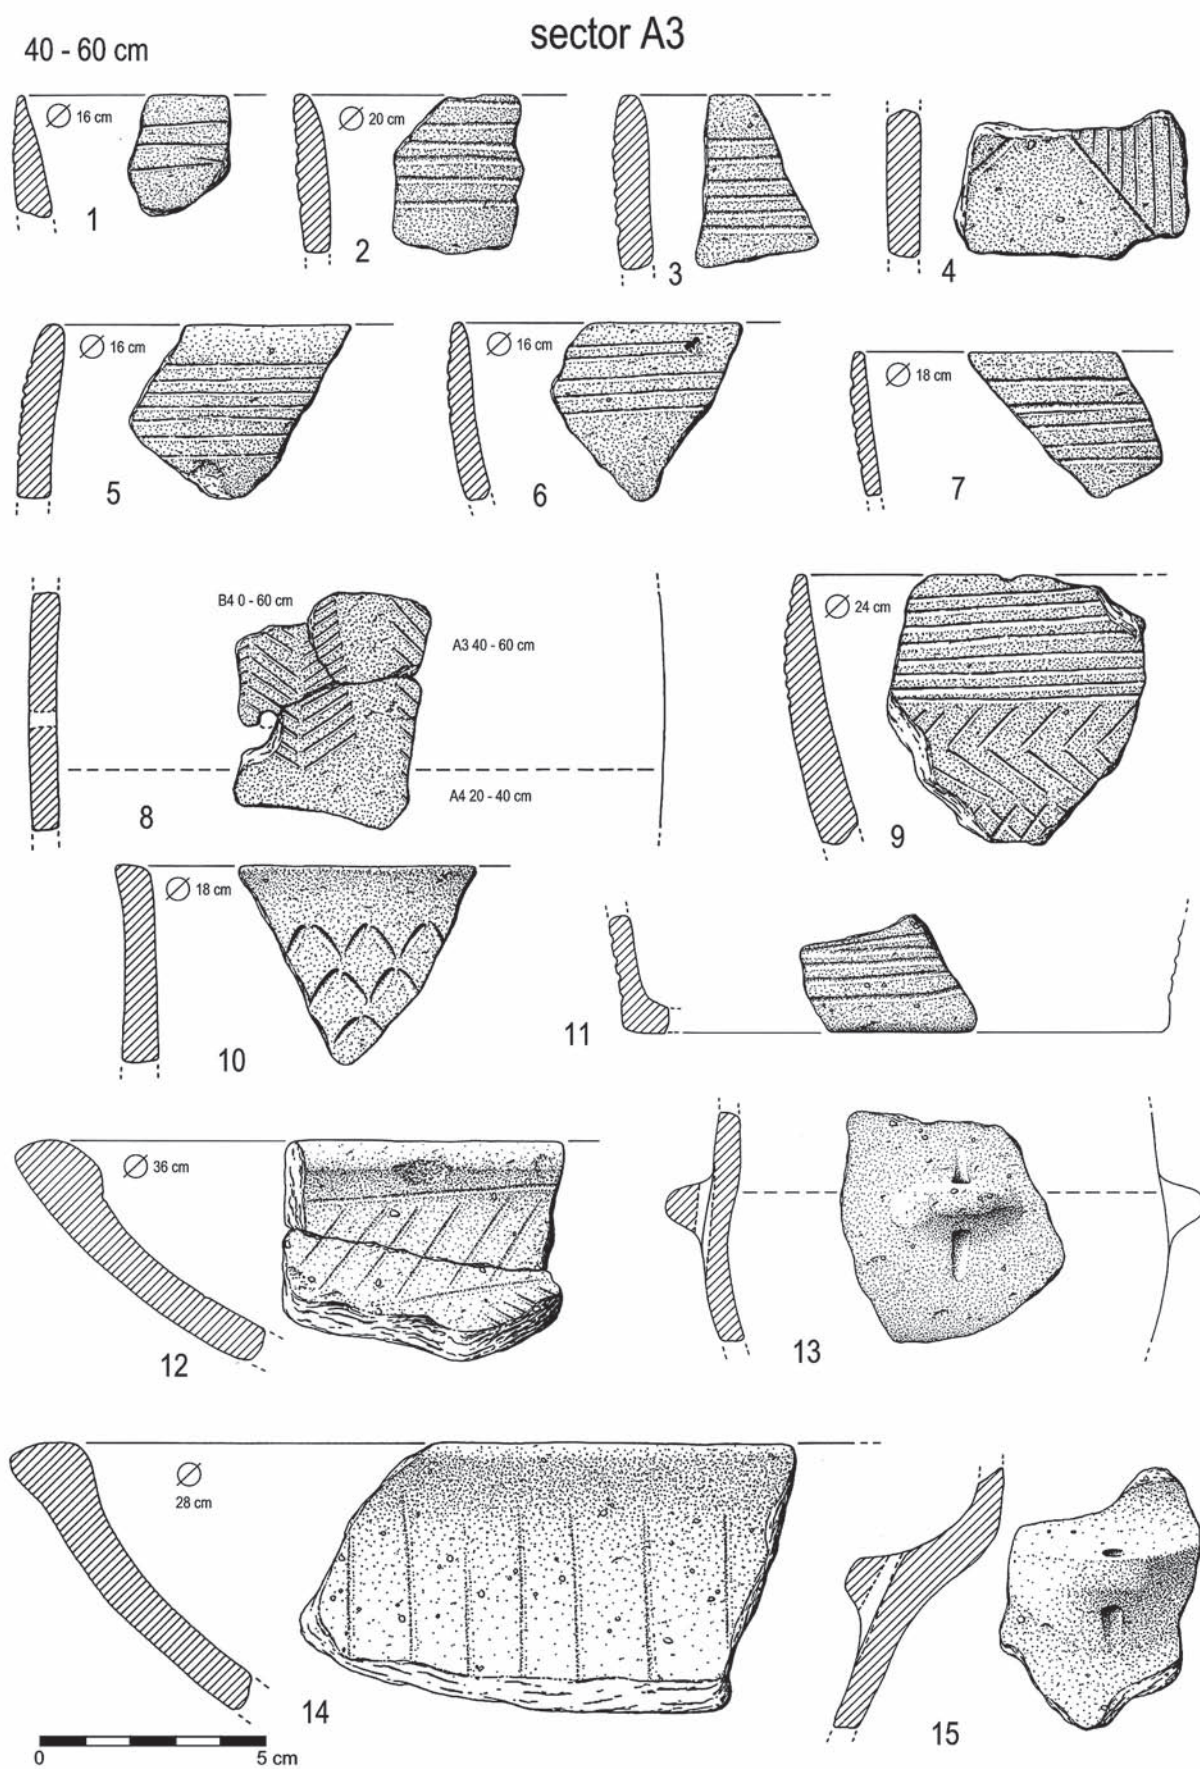 sector A3
40 - 60 cm
Ø 16 cm
1
Ø 20 cm
2
3
4
Ø 16 cm
5
Ø 16 cm
6
Ø 18 cm
7
B4 0 - 60 cm
A3 40 - 60 cm
A4 20 - 40 cm
8
Ø 24 cm
9
Ø 18 cm
10
11
Ø 36 cm
12
13
Ø
28 cm
14
15
0 5 cm